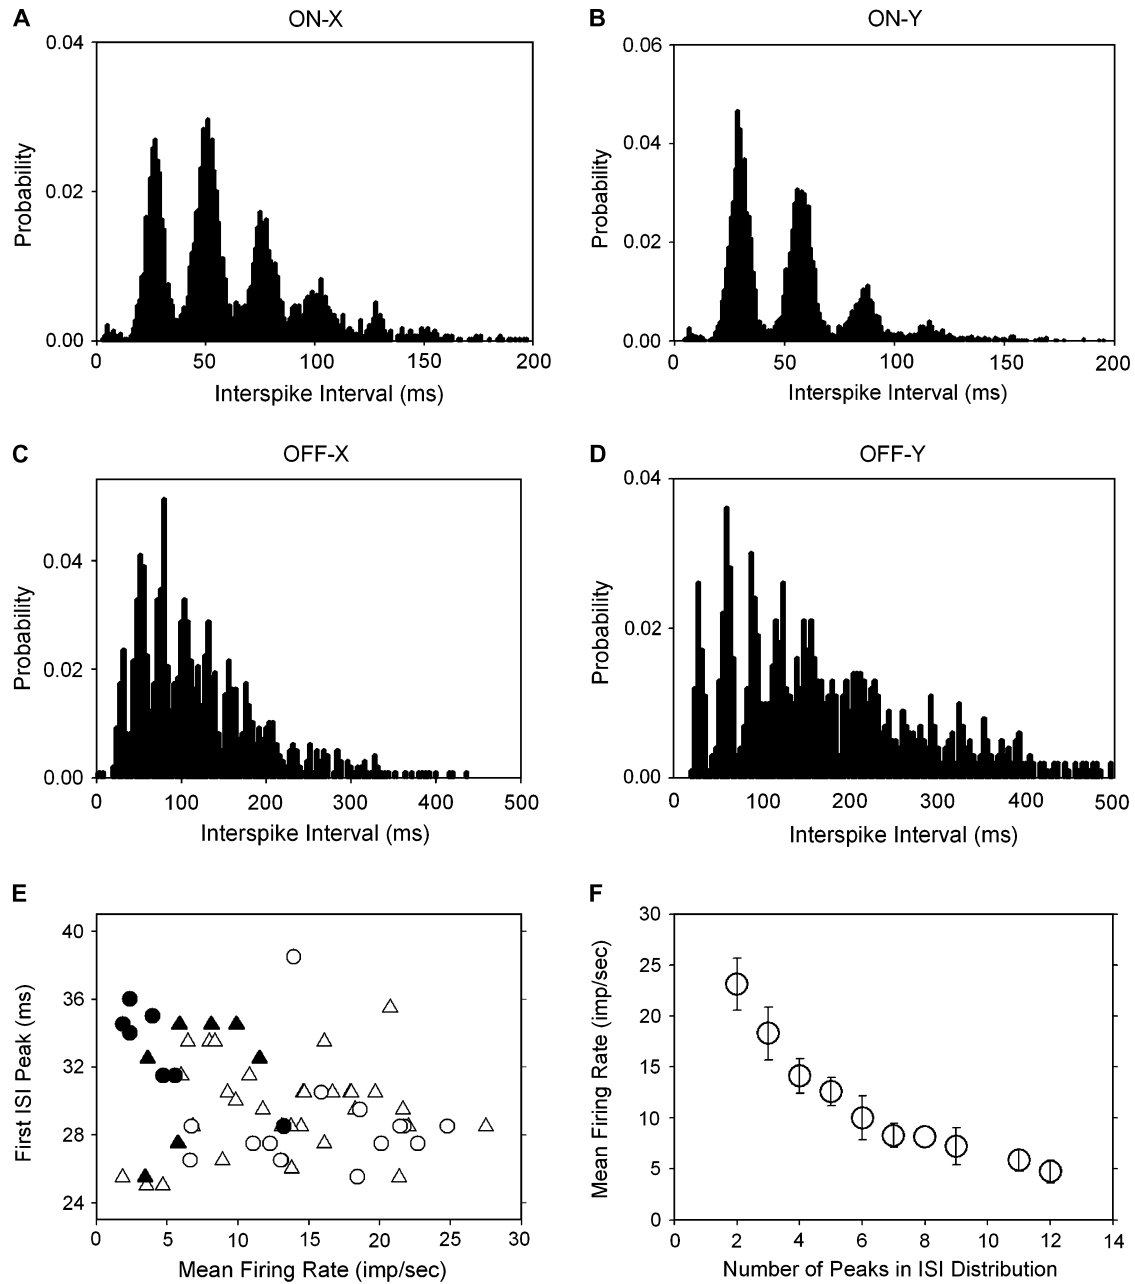 A ON-X
0.04
0.02
0.00
Probability
0 50 100 150 200
Interspike Interval (ms)
B ON-Y
0.06
0.04
0.02
0.00
Probability
0 50 100 150 200
Interspike Interval (ms)
C OFF-X
0.04
0.02
0.00
Probability
0 100 200 300 400 500
Interspike Interval (ms)
D OFF-Y
0.04
0.02
0.00
Probability
0 100 200 300 400 500
Interspike Interval (ms)
E
40
36
32
28
24
First ISI Peak (ms)
0 5 10 15 20 25 30
Mean Firing Rate (imp/sec)
F
30
25
20
15
10
5
0
Mean Firing Rate (imp/sec)
2 4 6 8 10 12 14
Number of Peaks in ISI Distribution